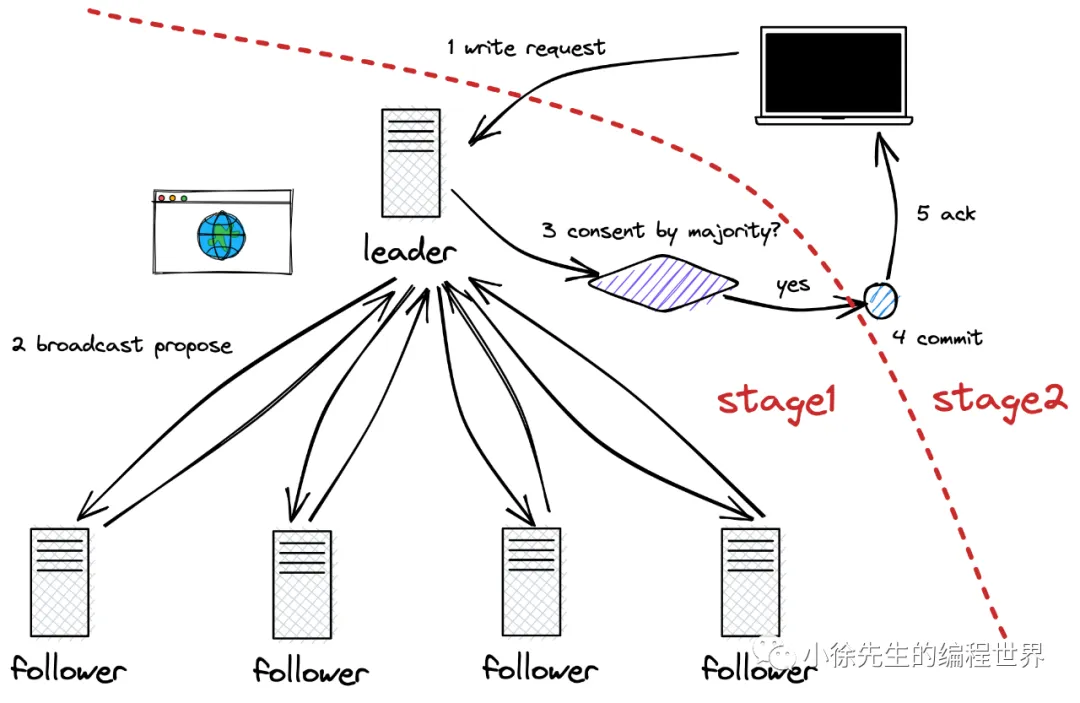 1 write request
5 ack
3 consent by majority?
leader
yes
2 broadcast propose
4 commit
stage1
stage2
follower
follower
follower
follower
小徐先生的编程世界